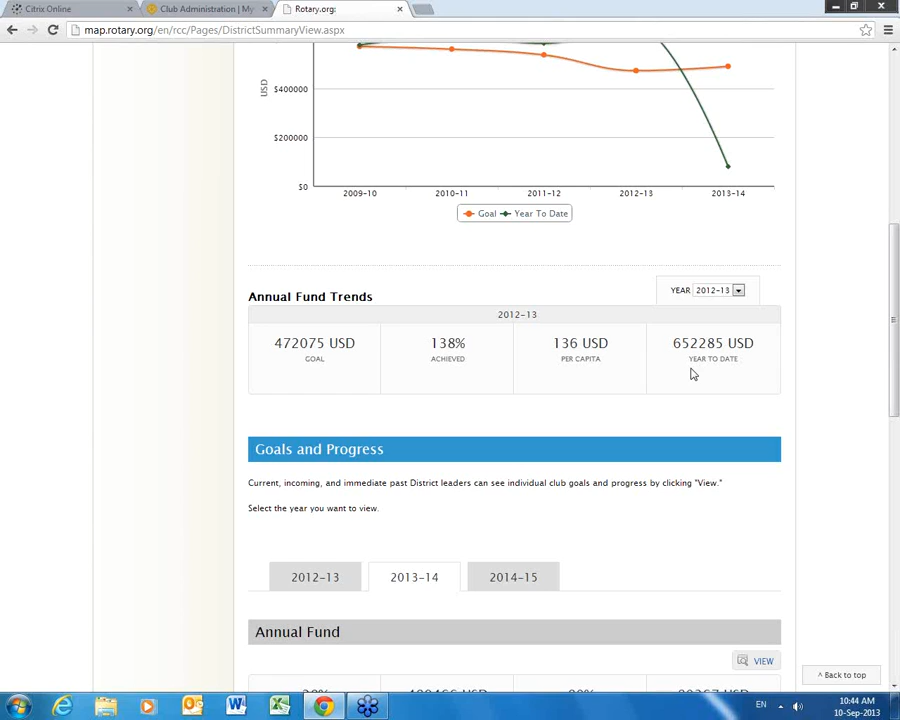 Citrix Online
Club Administration | My
Rotary.org:
map.rotary.org/en/rcc/Pages/DistrictSummaryView.aspx
USD
$400000
$200000
$0
2009-10 2010-11 2011-12 2012-13 2013-14
Goal Year To Date
Annual Fund Trends
YEAR 2012-13
2012-13
472075 USD 138% 136 USD 652285 USD
GOAL ACHIEVED PER CAPITA YEAR TO DATE
Goals and Progress
Current, incoming, and immediate past District leaders can see individual club goals and progress by clicking "View."
Select the year you want to view.
2012-13 2013-14 2014-15
Annual Fund
VIEW
^ Back to top
EN
10:44 AM
10-Sep-2013